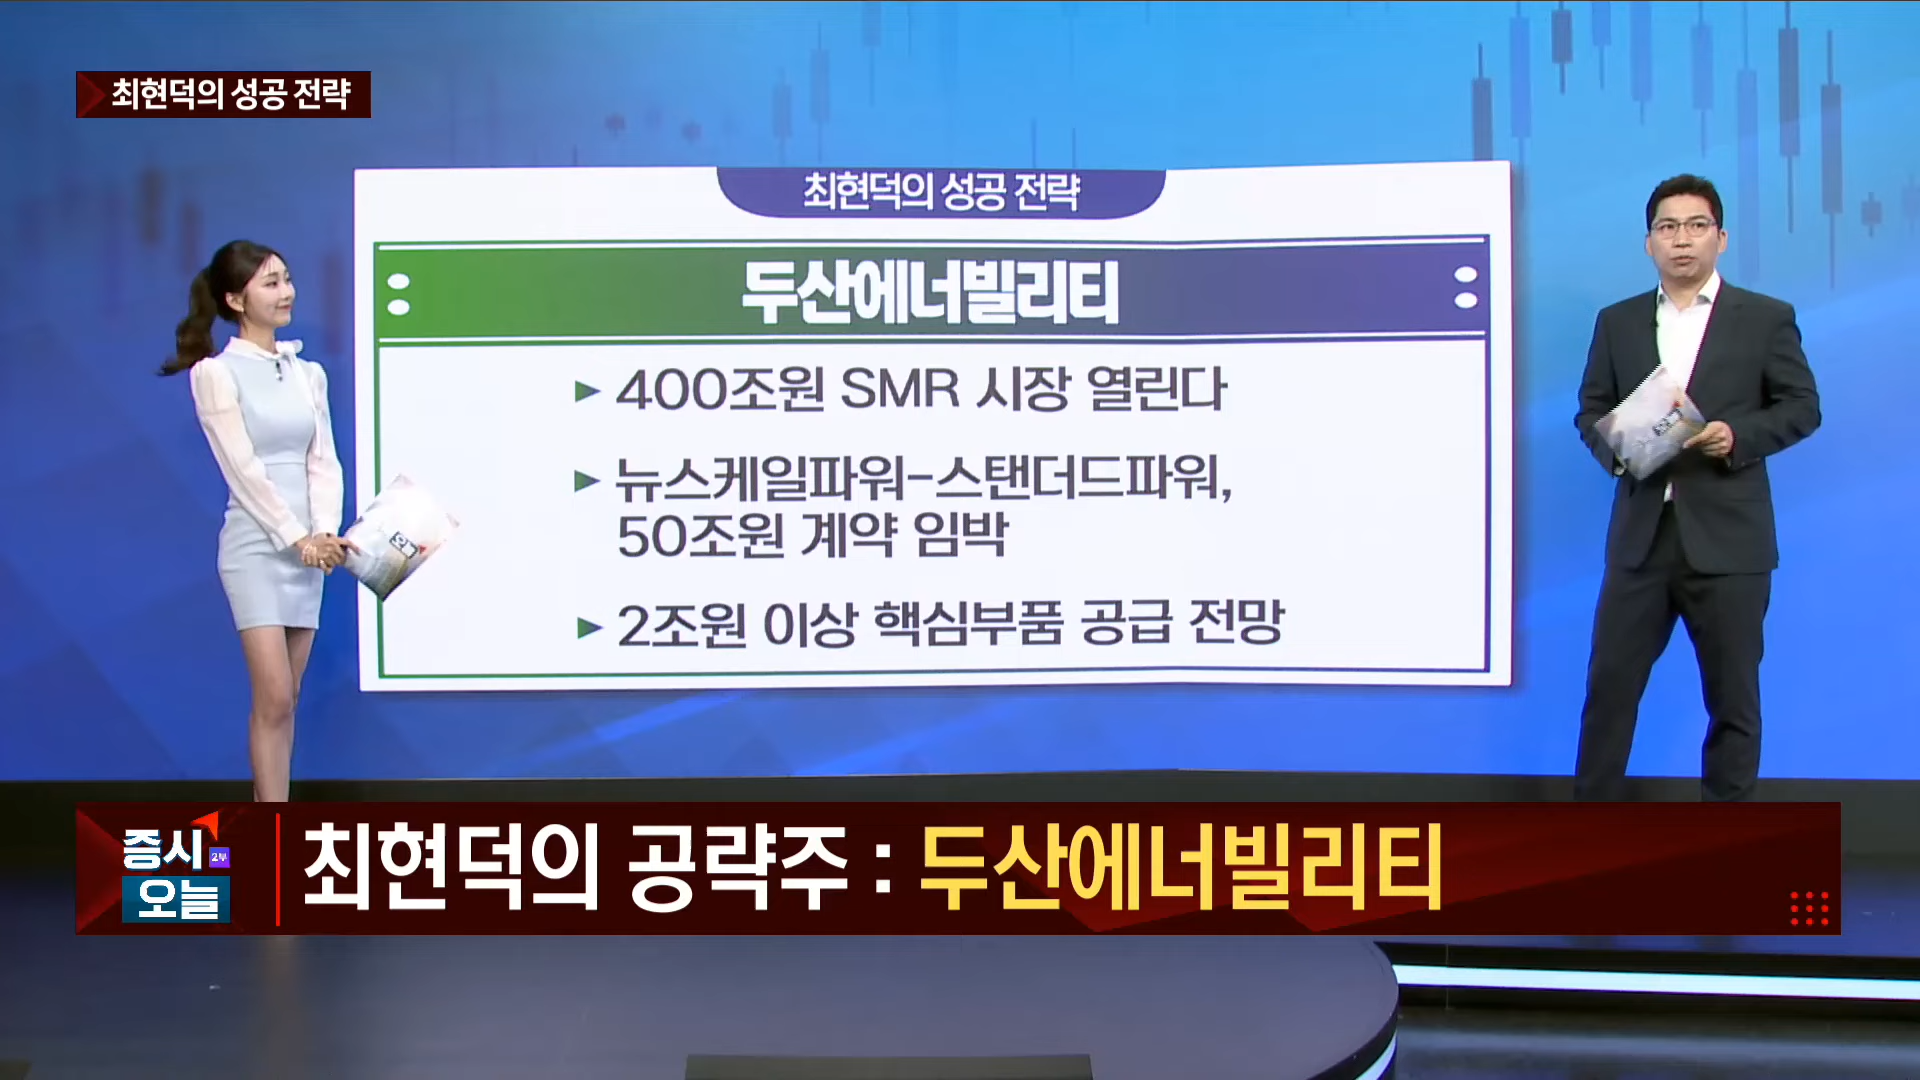 최현덕의 성공 전략
최현덕의 성공 전략
두산에너빌리티
▶ 400조원 SMR 시장 열린다
▶ 뉴스케일파워-스탠더드파워,
50조원 계약 임박
▶ 2조원 이상 핵심부품 공급 전망
오늘
증시
2부
오늘
최현덕의 공략주 : 두산에너빌리티